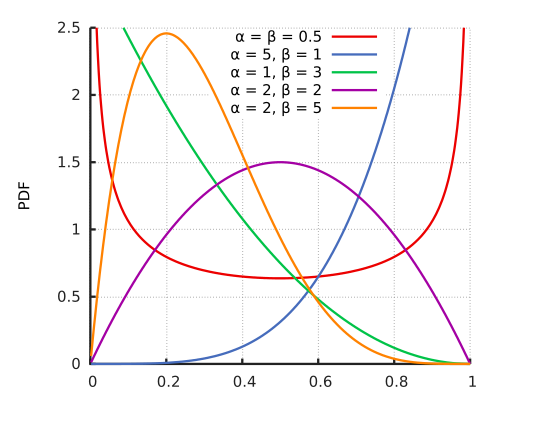 2.5
α = β = 0.5
α = 5, β = 1
α = 1, β = 3
α = 2, β = 2
α = 2, β = 5
2
1.5
PDF
1
0.5
0
0 0.2 0.4 0.6 0.8 1